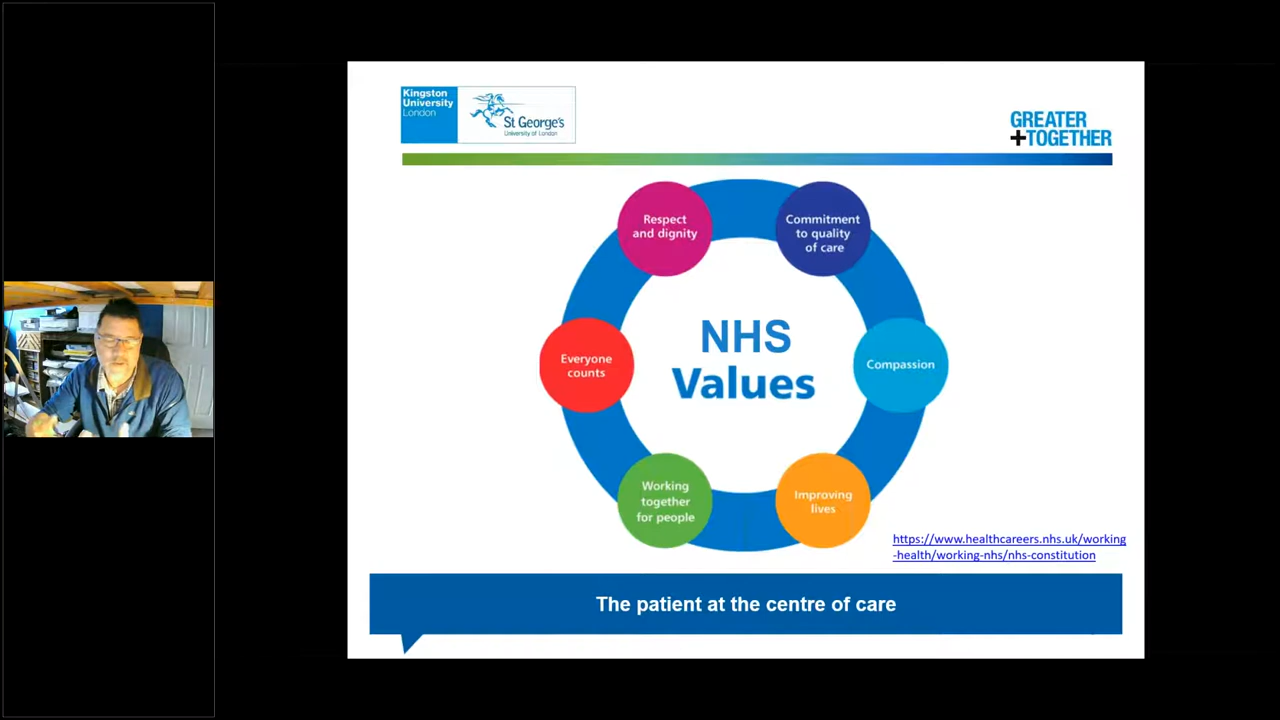 Kingston
University
London
St George's
University of London
GREATER
+TOGETHER
Respect
and dignity
Commitment
to quality
of care
Everyone
counts
NHS
Values
Compassion
Working
together
for people
Improving
lives
https://www.healthcareers.nhs.uk/working
-health/working-nhs/nhs-constitution
The patient at the centre of care